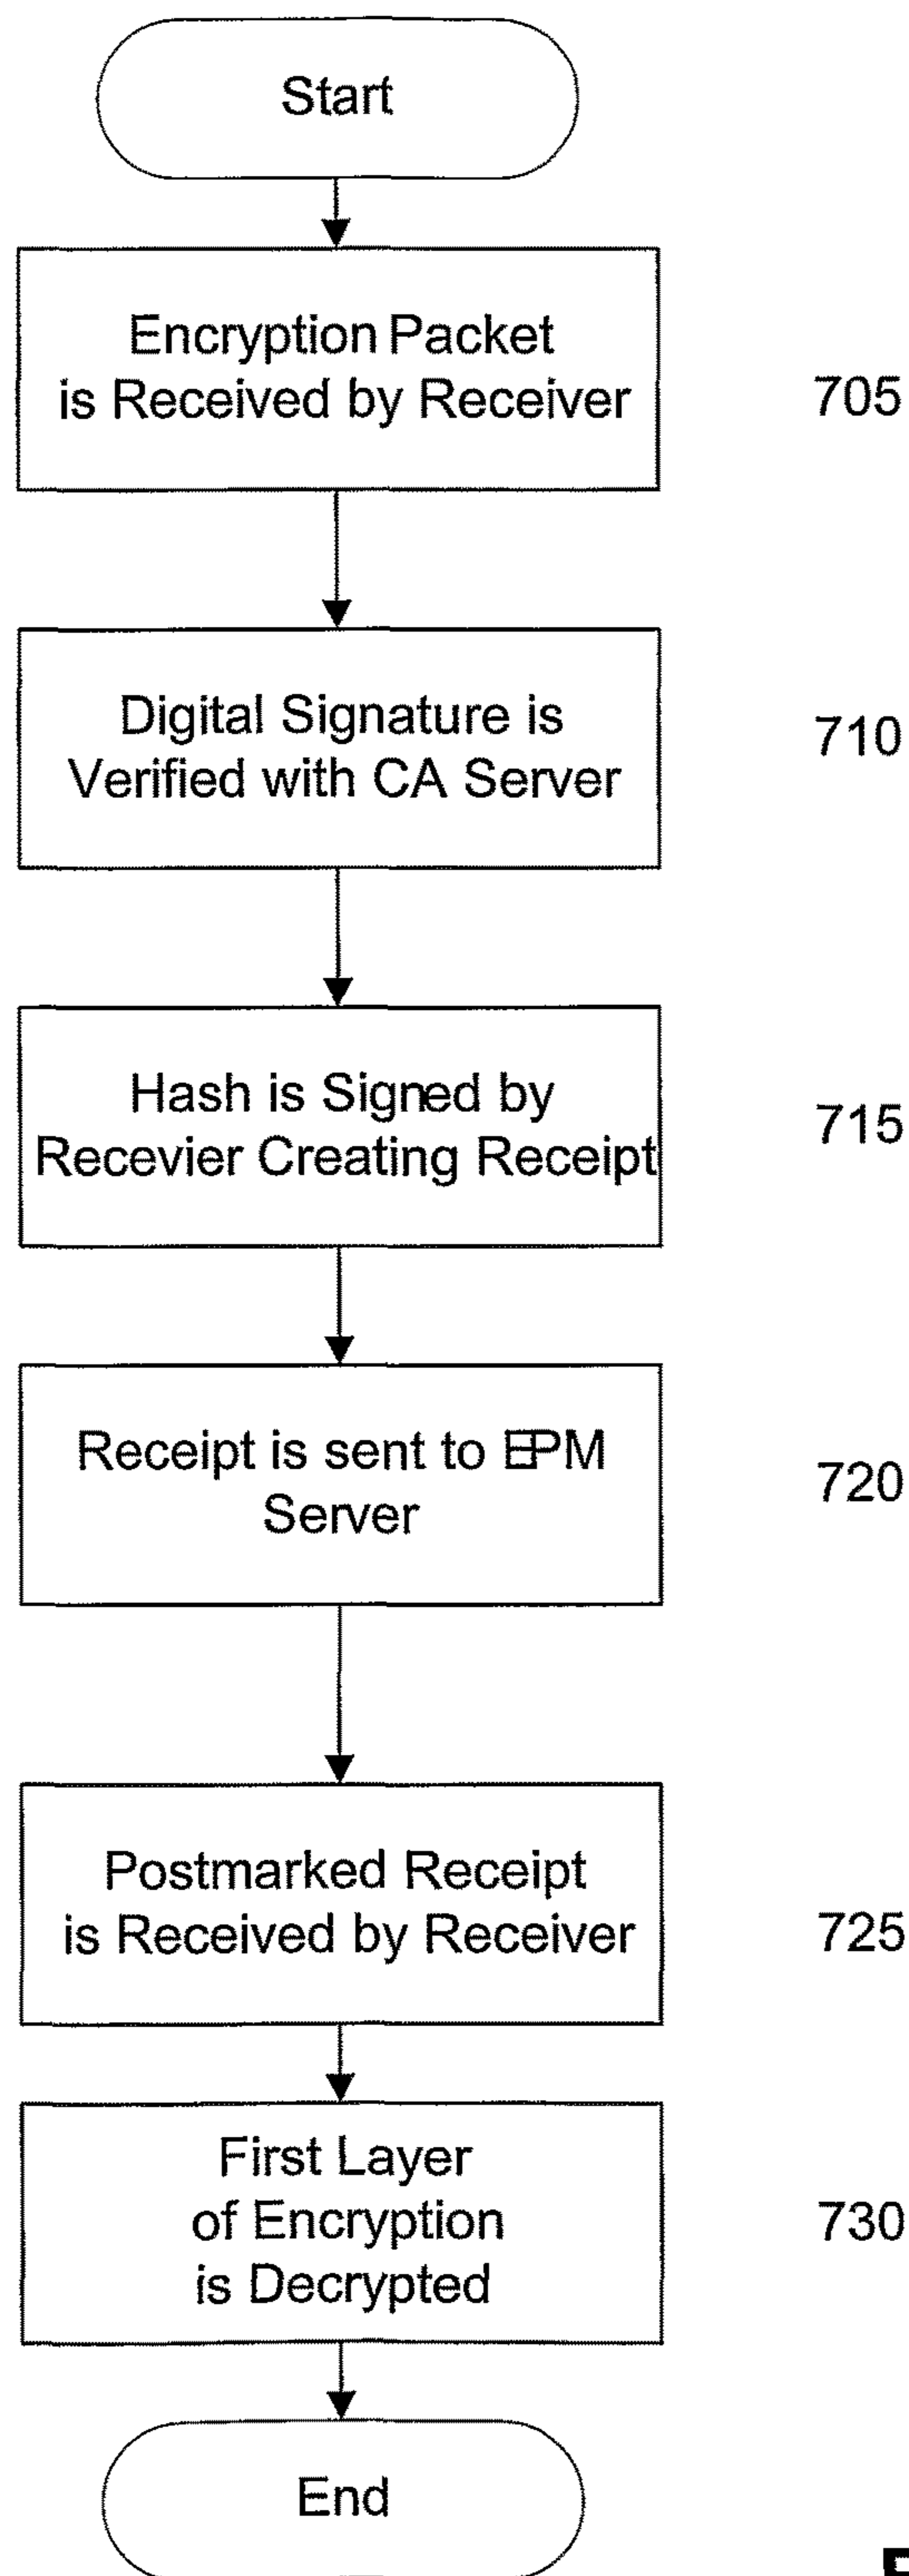 Start
Encryption Packet
is Received by Receiver
705
Digital Signature is
Verified with CA Server
710
Hash is Signed by
Recevier Creating Receipt
715
Receipt is sent to EPM
Server
720
Postmarked Receipt
is Received by Receiver
725
First Layer
of Encryption
is Decrypted
730
End